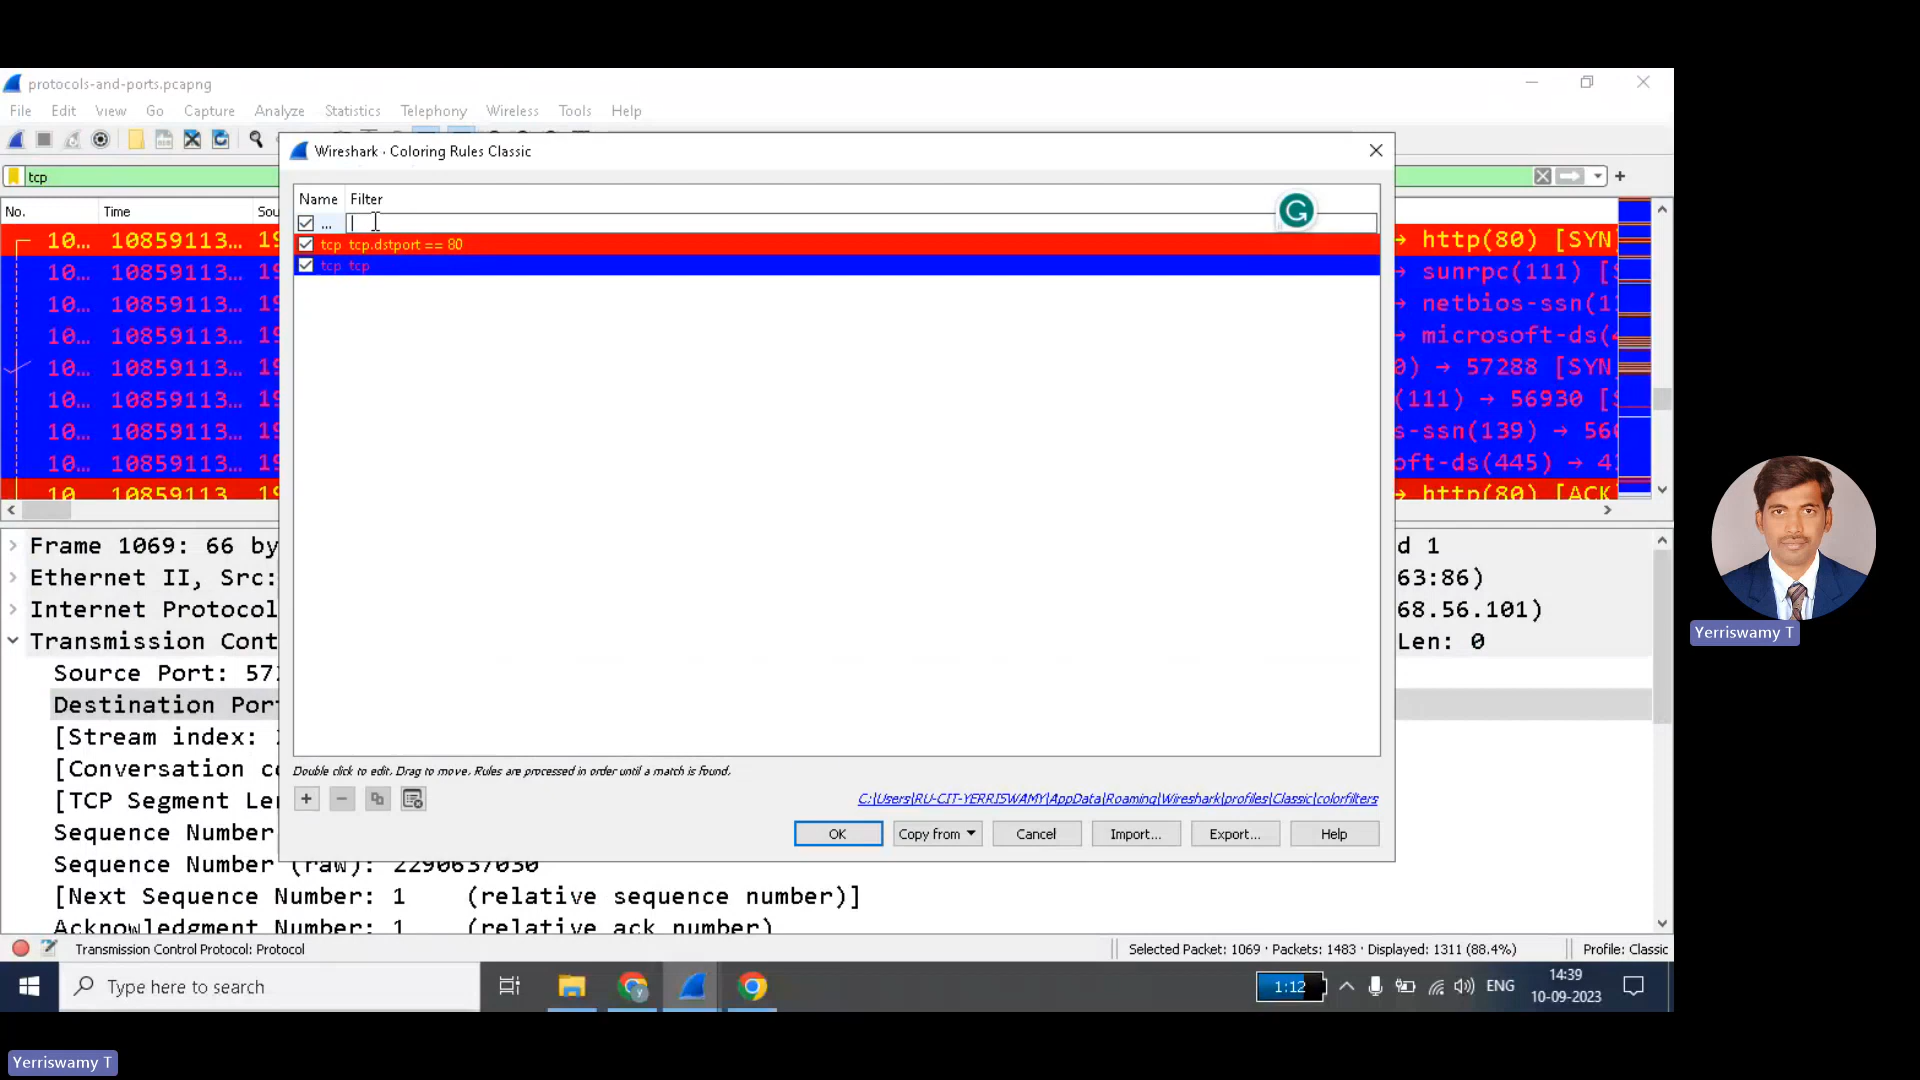 protocols-and-ports.pcapng
File Edit View Go Capture Analyze Statistics Telephony Wireless Tools Help
Wireshark · Coloring Rules Classic
tcp
No. Time Sou
Name Filter
...
tcp tcp.dstport == 80
tcp tcp
10... 10859113... 19 → http(80) [SYN
10... 10859113... 19 → sunrpc(111) [
10... 10859113... 19 → netbios-ssn(1
10... 10859113... 19 → microsoft-ds(
10... 10859113... 19 0) → 57288 [SYN
10... 10859113... 19 (111) → 56930 [
10... 10859113... 19 s-ssn(139) → 56
10... 10859113... 19 oft-ds(445) → 4
10 10859113 19 → http(80) [ACK
Frame 1069: 66 by d 1
Ethernet II, Src: 63:86)
Internet Protocol 68.56.101)
Transmission Cont Len: 0
Source Port: 57
Destination Por
[Stream index:
[Conversation co
[TCP Segment Le
Sequence Number
Sequence Number (raw): 2290637030
[Next Sequence Number: 1 (relative sequence number)]
Acknowledgment Number: 1 (relative ack number)
Double click to edit. Drag to move. Rules are processed in order until a match is found.
C:\Users\RU-CIT-YERRISWAMY\AppData\Roaming\Wireshark\profiles\Classic\colorfilters
OK Copy from Cancel Import... Export... Help
Transmission Control Protocol: Protocol
Selected Packet: 1069 · Packets: 1483 · Displayed: 1311 (88.4%)
Profile: Classic
Type here to search
1:12
ENG
14:39
10-09-2023
Yerriswamy T
Yerriswamy T